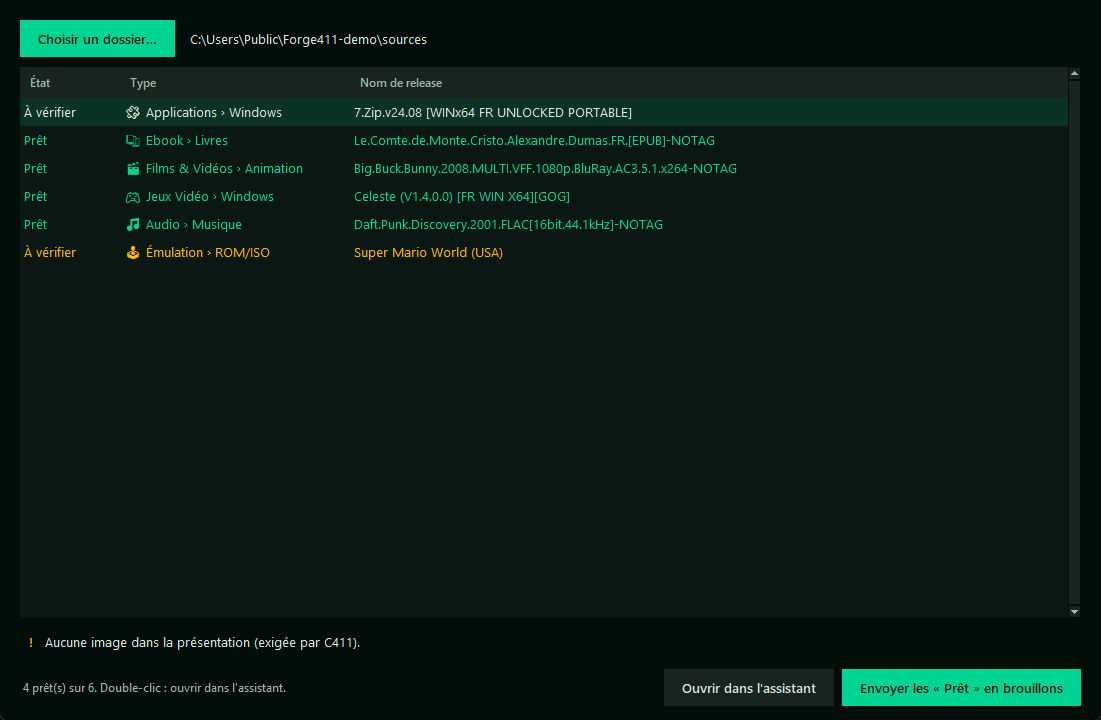 Choisir un dossier... C:\Users\Public\Forge411-demo\sources
État Type Nom de release
À vérifier Applications › Windows 7.Zip.v24.08 [WINx64 FR UNLOCKED PORTABLE]
Prêt Ebook › Livres Le.Comte.de.Monte.Cristo.Alexandre.Dumas.FR.[EPUB]-NOTAG
Prêt Films & Vidéos › Animation Big.Buck.Bunny.2008.MULTI.VFF.1080p.BluRay.AC3.5.1.x264-NOTAG
Prêt Jeux Vidéo › Windows Celeste (V1.4.0.0) [FR WIN X64][GOG]
Prêt Audio › Musique Daft.Punk.Discovery.2001.FLAC[16bit.44.1kHz]-NOTAG
À vérifier Émulation › ROM/ISO Super Mario World (USA)
! Aucune image dans la présentation (exigée par C411).
4 prêt(s) sur 6. Double-clic : ouvrir dans l'assistant. Ouvrir dans l'assistant Envoyer les « Prêt » en brouillons